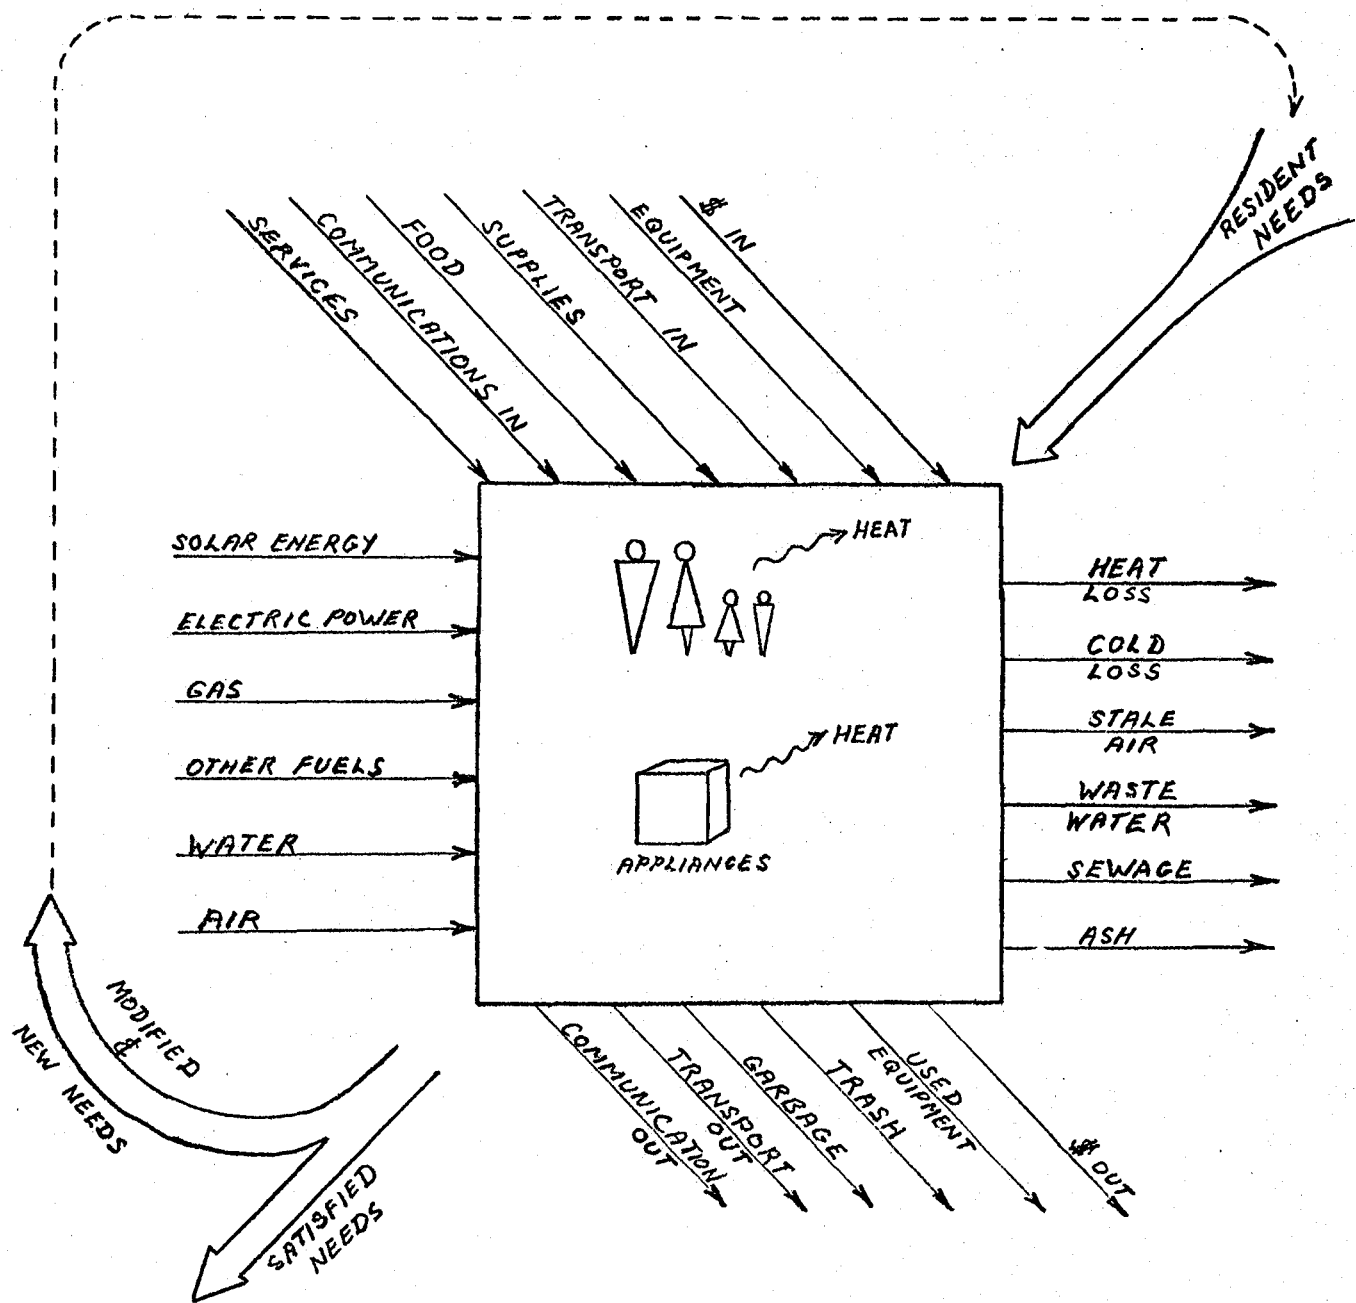 RESIDENT
NEEDS
SERVICES
COMMUNICATIONS IN
FOOD
SUPPLIES
TRANSPORT IN
EQUIPMENT
$ IN
SOLAR ENERGY
ELECTRIC POWER
GAS
OTHER FUELS
WATER
AIR
HEAT
HEAT
APPLIANCES
HEAT
LOSS
COLD
LOSS
STALE
AIR
WASTE
WATER
SEWAGE
ASH
MODIFIED
&
NEW NEEDS
SATISFIED
NEEDS
COMMUNICATION
OUT
TRANSPORT
OUT
GARBAGE
TRASH
USED
EQUIPMENT
$ OUT